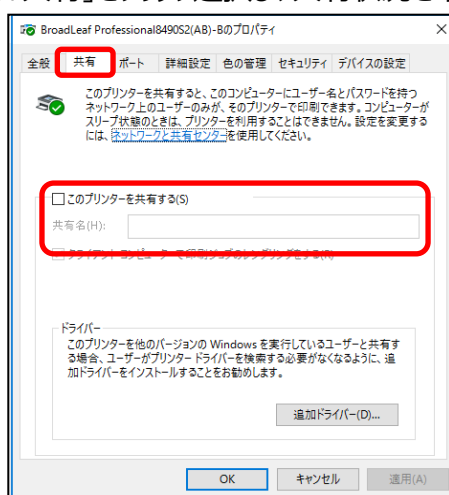 BroadLeaf Professional8490S2(AB)-Bのプロパティ
全般 共有 ポート 詳細設定 色の管理 セキュリティ デバイスの設定
このプリンターを共有すると、このコンピューターにユーザー名とパスワードを持つ
ネットワーク上のユーザーのみが、そのプリンターで印刷できます。コンピューターが
スリープ状態のときは、プリンターを利用することはできません。設定を変更する
には、ネットワークと共有センターを使用してください。
このプリンターを共有する(S)
共有名(H):
ドライバー
このプリンターを他のバージョンの Windows を実行しているユーザーと共有す
る場合、ユーザーがプリンター ドライバーを検索する必要がなくなるように、追
加ドライバーをインストールすることをお勧めします。
追加ドライバー(D)...
OK キャンセル 適用(A)